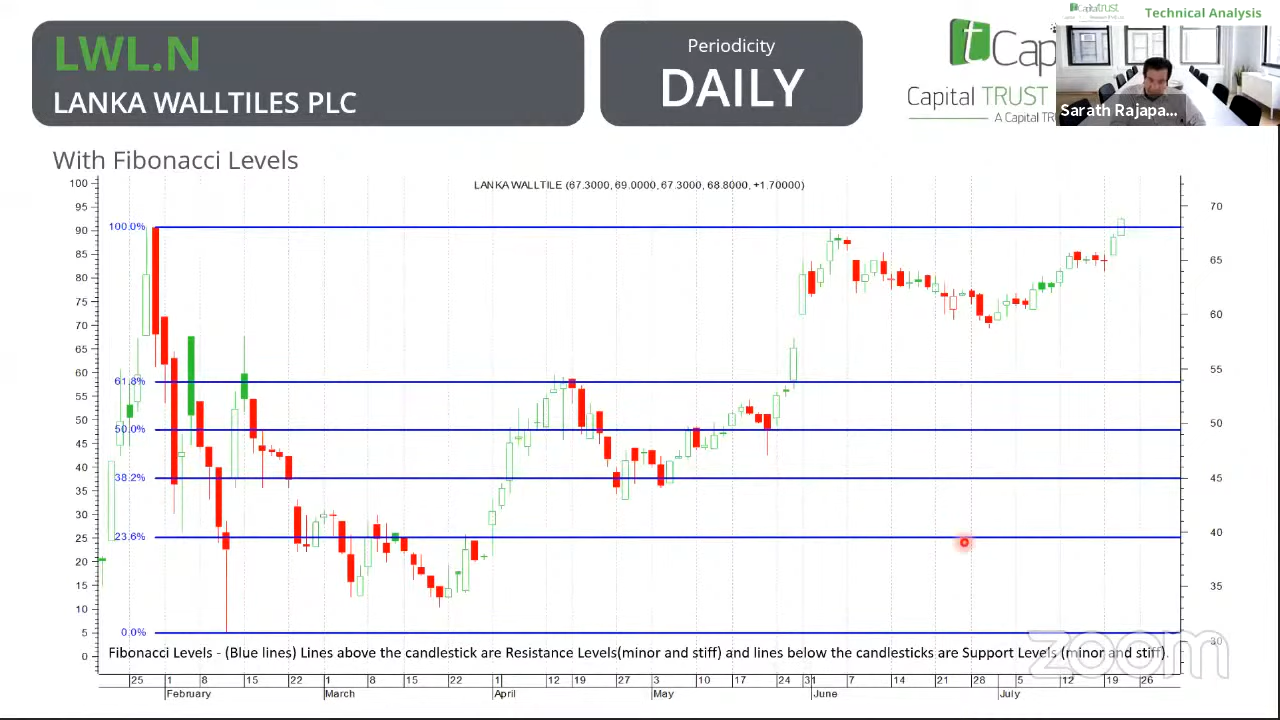 LWL.N
LANKA WALLTILES PLC
Periodicity
DAILY
Capital TRUST
A Capital TR
Technical Analysis
Sarath Rajapa...
With Fibonacci Levels
LANKA WALLTILE (67.3000, 69.0000, 67.3000, 68.8000, +1.70000)
100
95
90
85
80
75
70
65
60
55
50
45
40
35
30
25
20
15
10
5
0
100.0%
61.8%
50.0%
38.2%
23.6%
0.0%
70
65
60
55
50
45
40
35
30
Fibonacci Levels - (Blue lines) Lines above the candlestick are Resistance Levels(minor and stiff) and lines below the candlesticks are Support Levels (minor and stiff).
zoom
25 1 8 15 22 1 8 15 22 1 12 19 27 3 10 17 24 31 7 14 21 28 5 12 19 26
February March April May June July